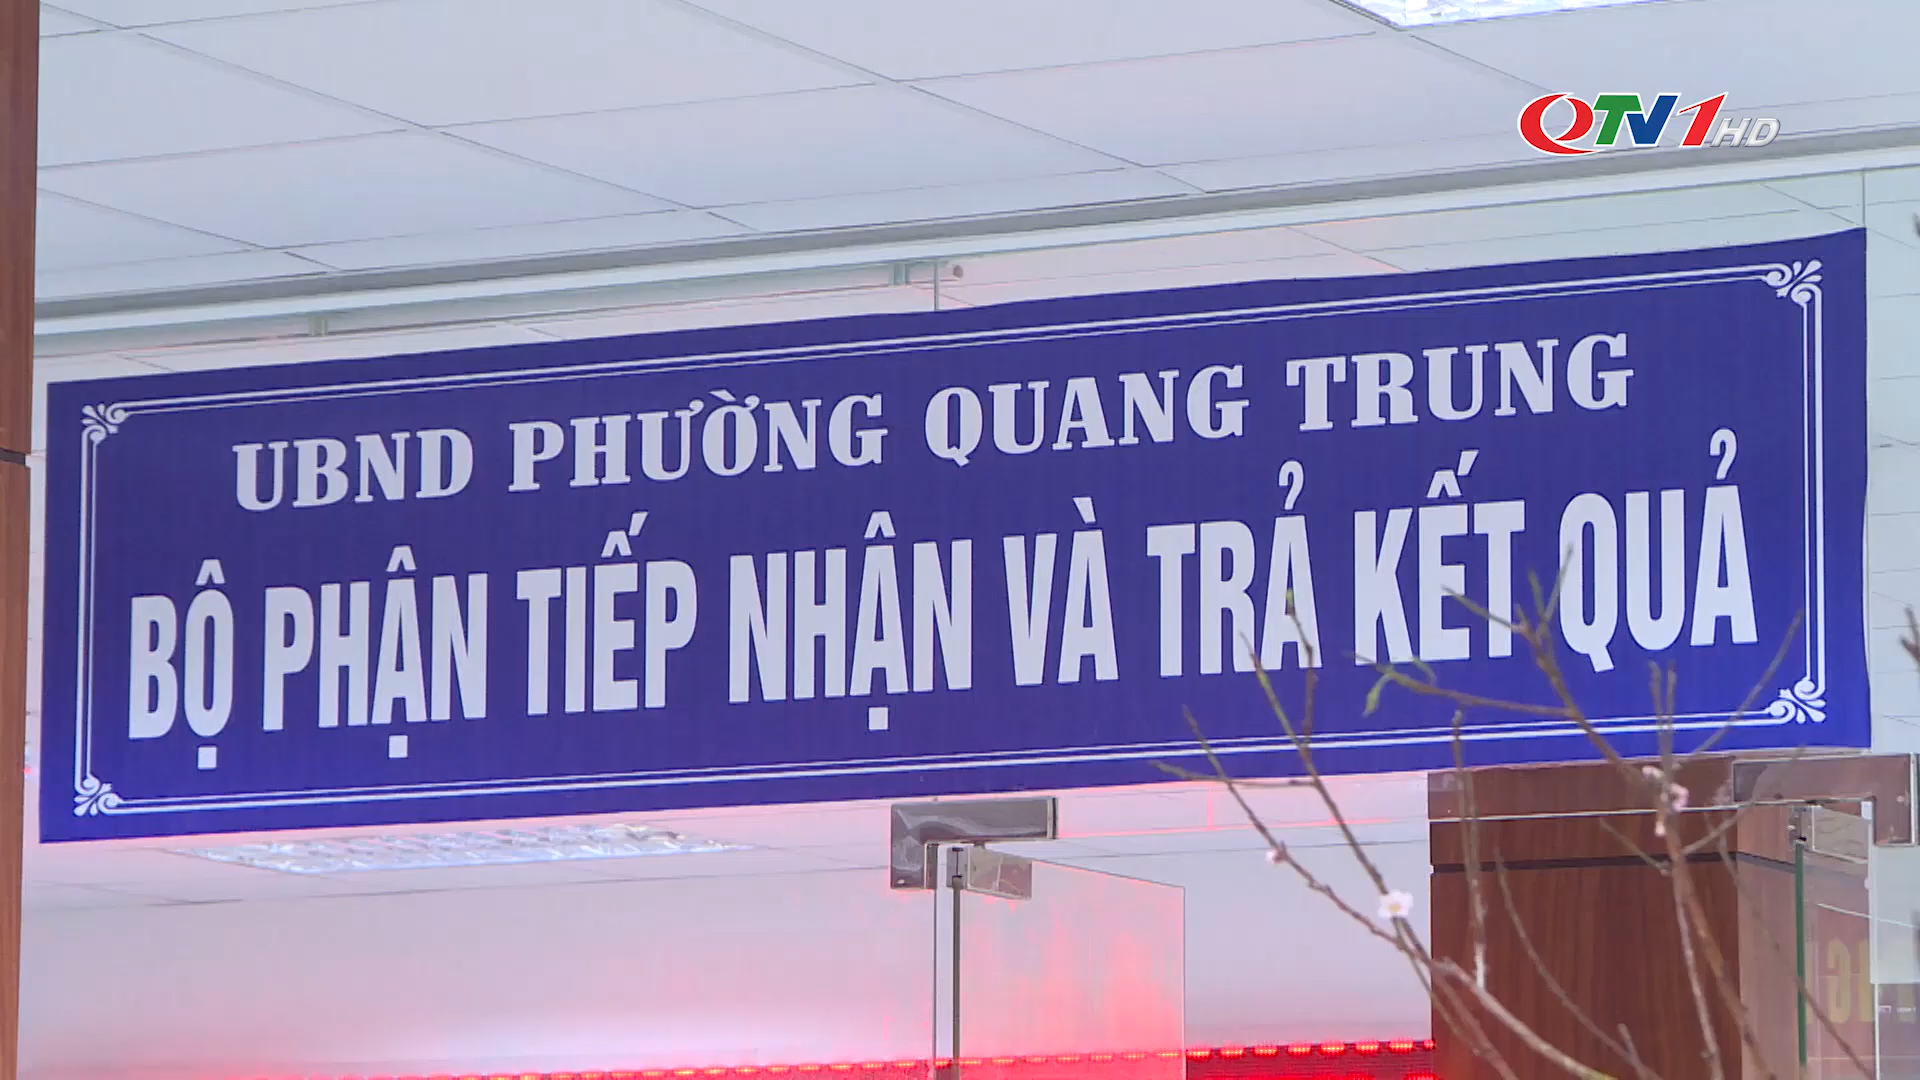 QTV1HD
UBND PHƯỜNG QUANG TRUNG
BỘ PHẬN TIẾP NHẬN VÀ TRẢ KẾT QUẢ